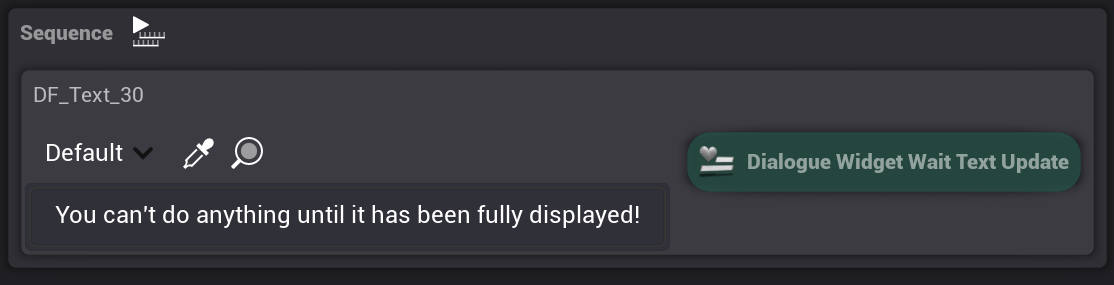 Sequence
DF_Text_30
Default
Dialogue Widget Wait Text Update
You can't do anything until it has been fully displayed!